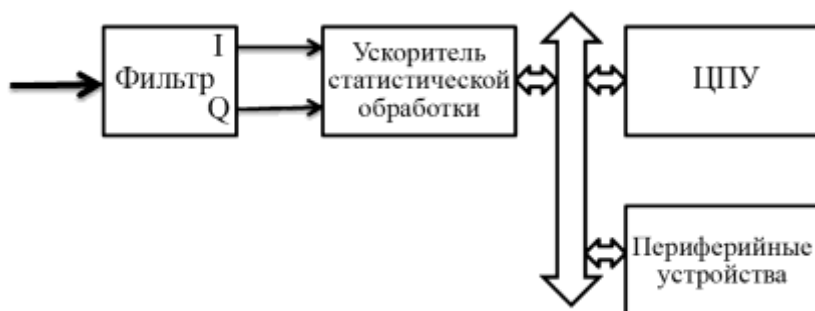 Фильтр
I
Q
Ускоритель
статистической
обработки
ЦПУ
Периферийные
устройства